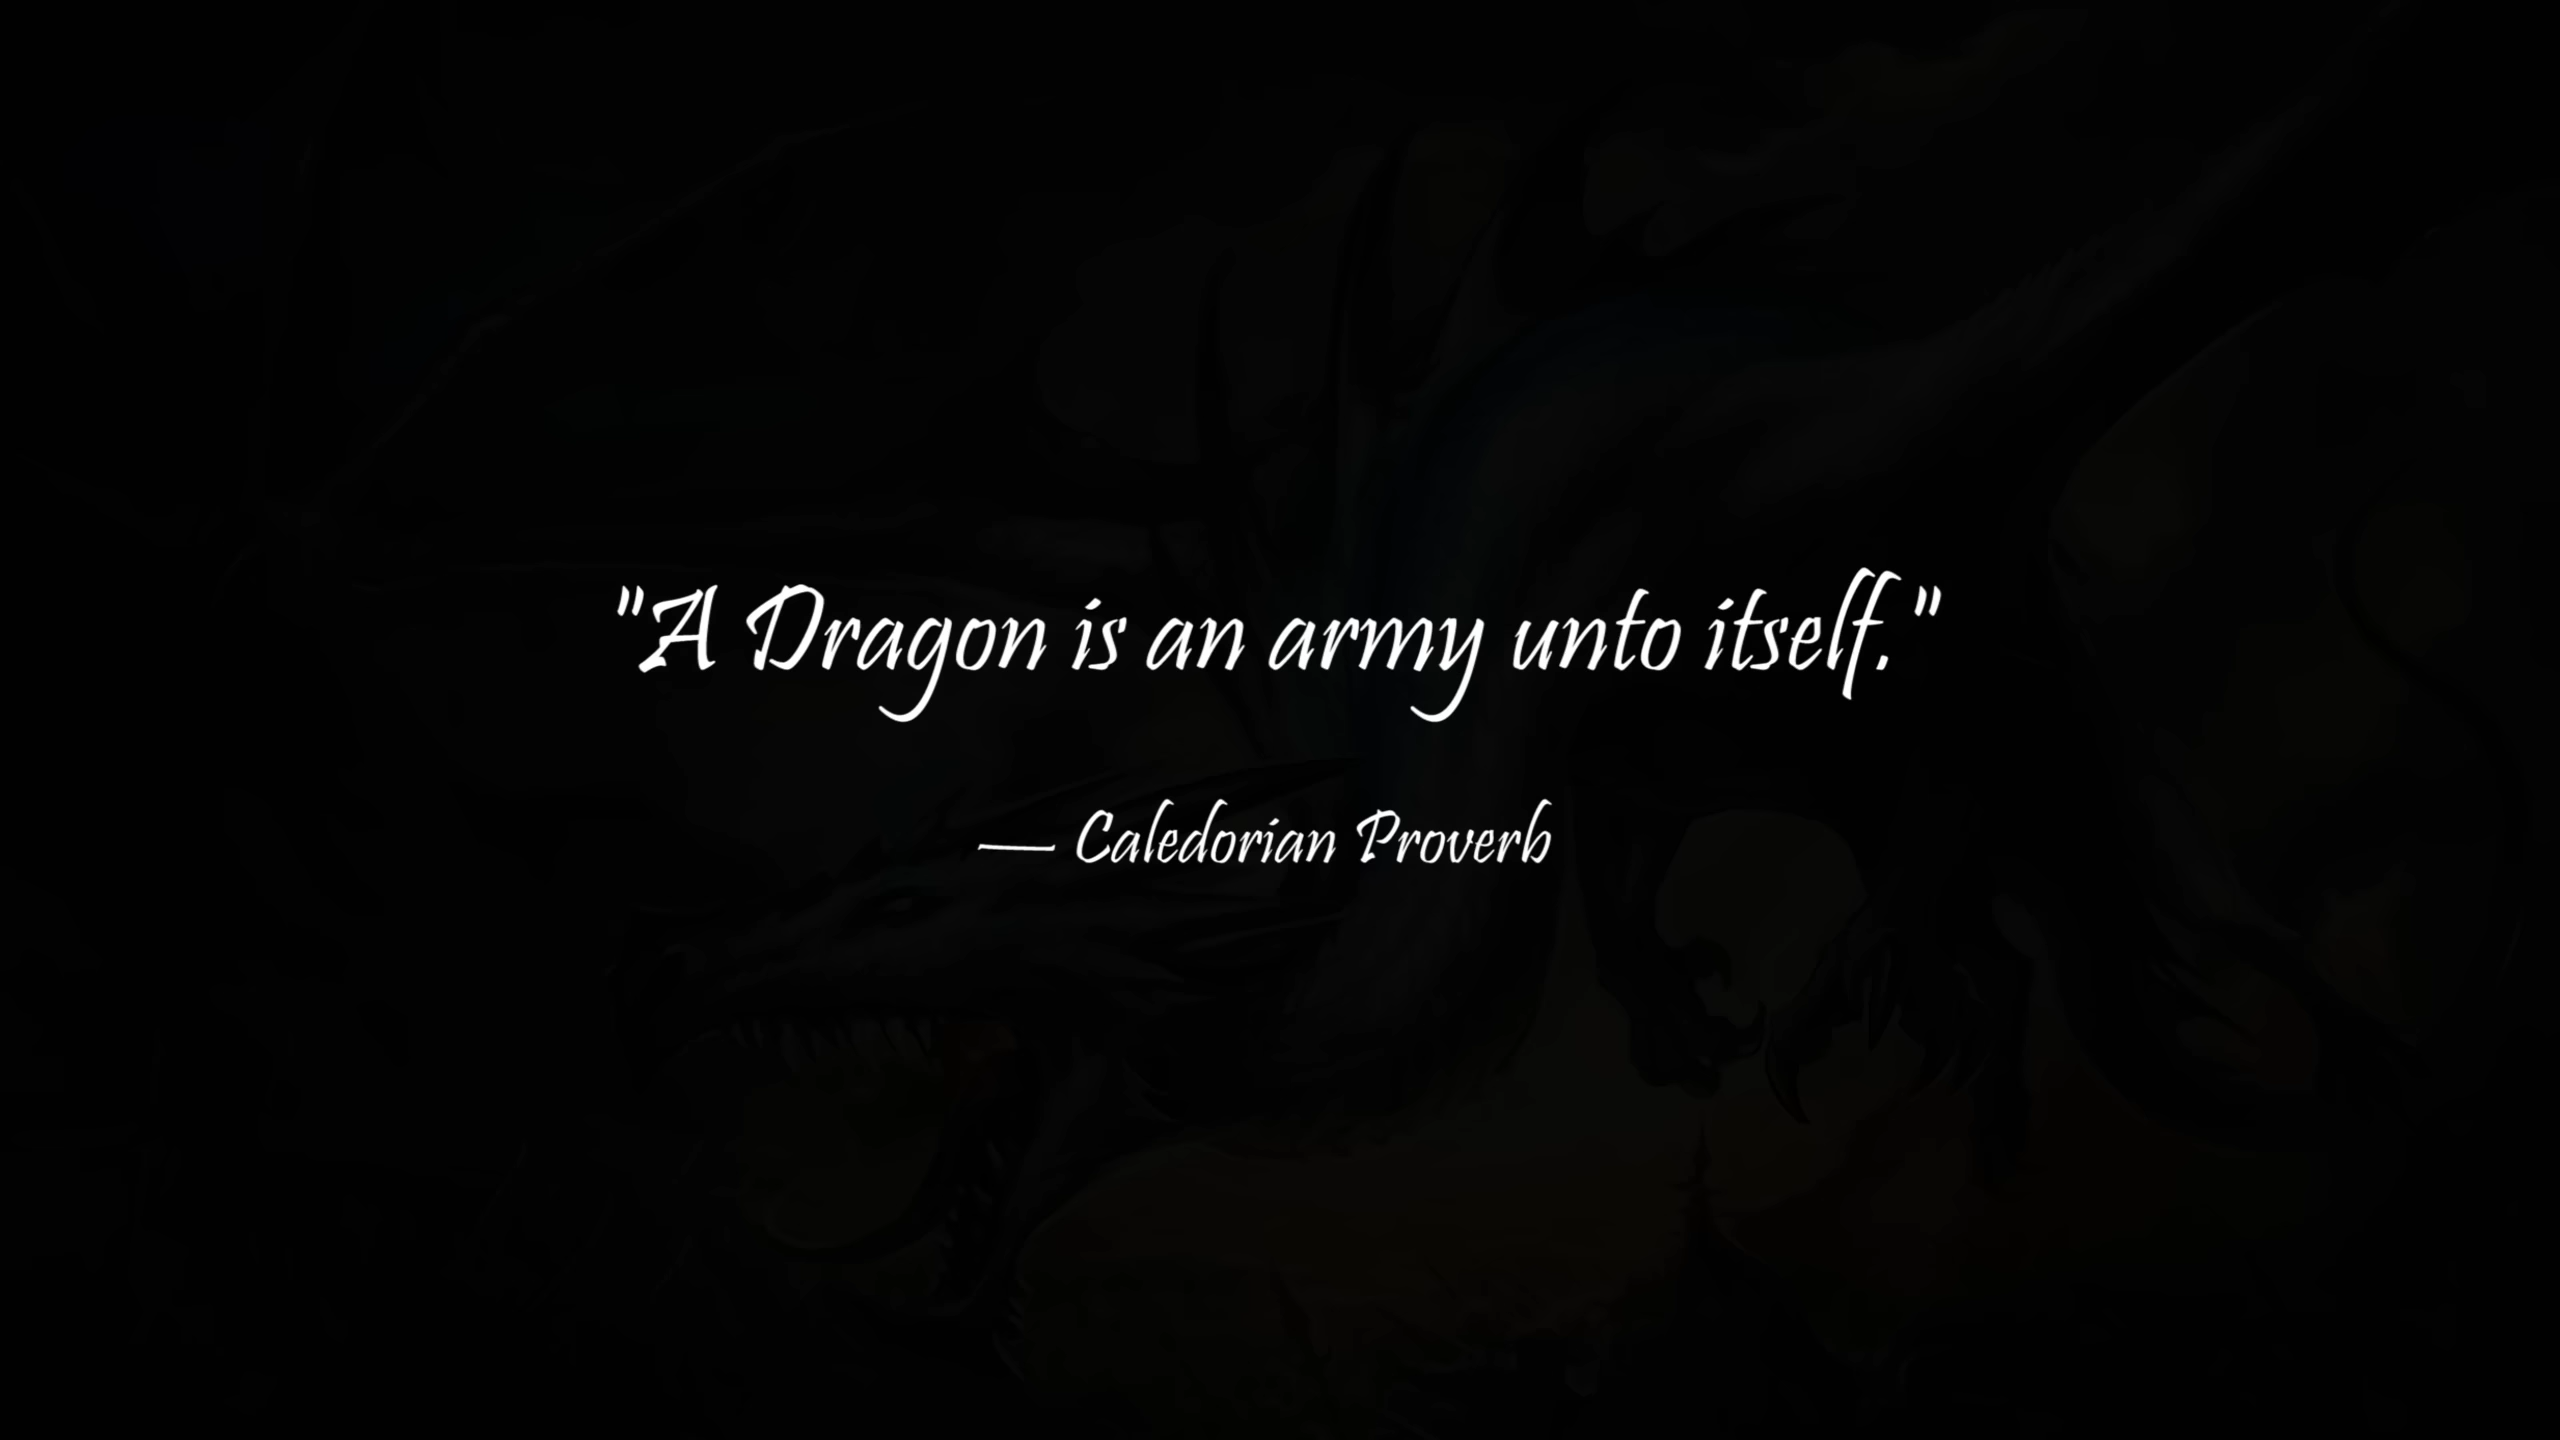 "A Dragon is an army unto itself."
— Caledorian Proverb